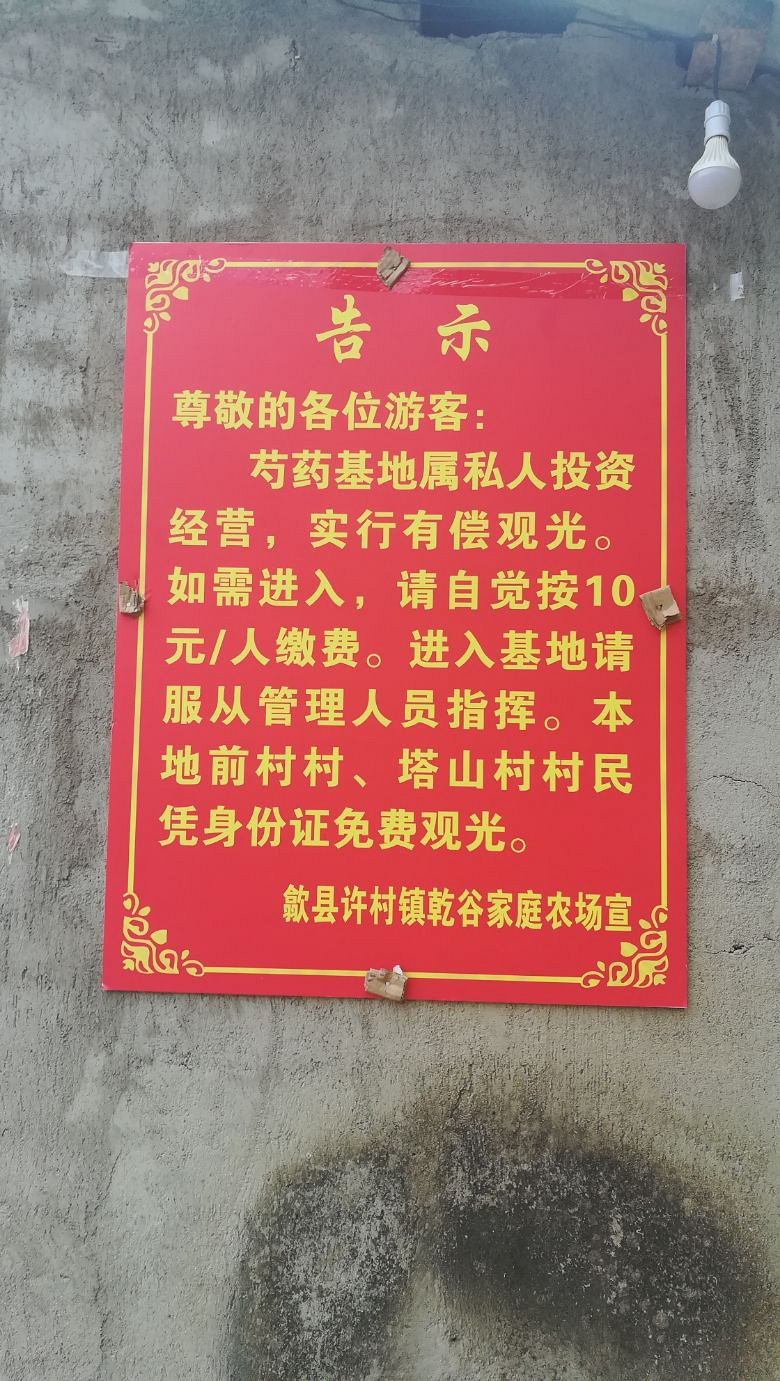 告示
尊敬的各位游客：
芍药基地属私人投资
经营，实行有偿观光。
如需进入，请自觉按10
元/人缴费。进入基地请
服从管理人员指挥。本
地前村村、塔山村村民
凭身份证免费观光。
歙县许村镇乾谷家庭农场宣